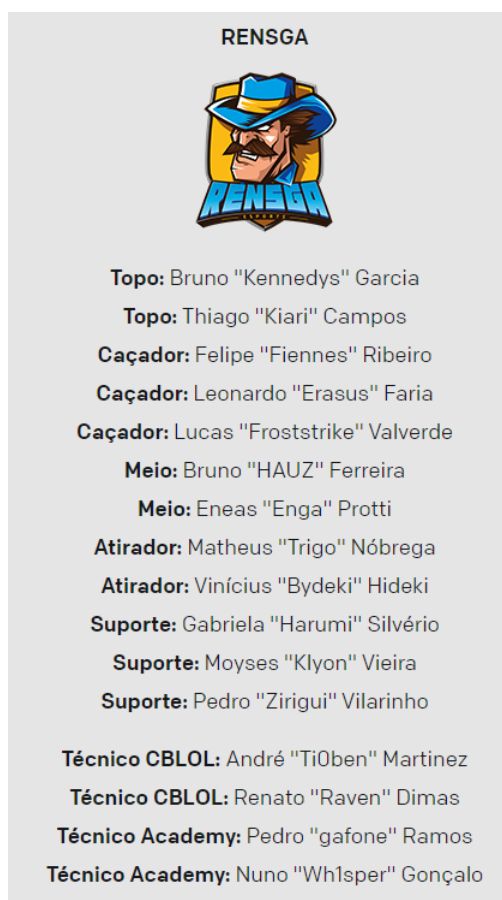 RENSGA
RENSGA
ESPORTS
Topo: Bruno "Kennedys" Garcia
Topo: Thiago "Kiari" Campos
Caçador: Felipe "Fiennes" Ribeiro
Caçador: Leonardo "Erasus" Faria
Caçador: Lucas "Froststrike" Valverde
Meio: Bruno "HAUZ" Ferreira
Meio: Eneas "Enga" Protti
Atirador: Matheus "Trigo" Nóbrega
Atirador: Vinícius "Bydeki" Hideki
Suporte: Gabriela "Harumi" Silvério
Suporte: Moyses "Klyon" Vieira
Suporte: Pedro "Zirigui" Vilarinho
Técnico CBLOL: André "Ti0ben" Martinez
Técnico CBLOL: Renato "Raven" Dimas
Técnico Academy: Pedro "gafone" Ramos
Técnico Academy: Nuno "Wh1sper" Gonçalo